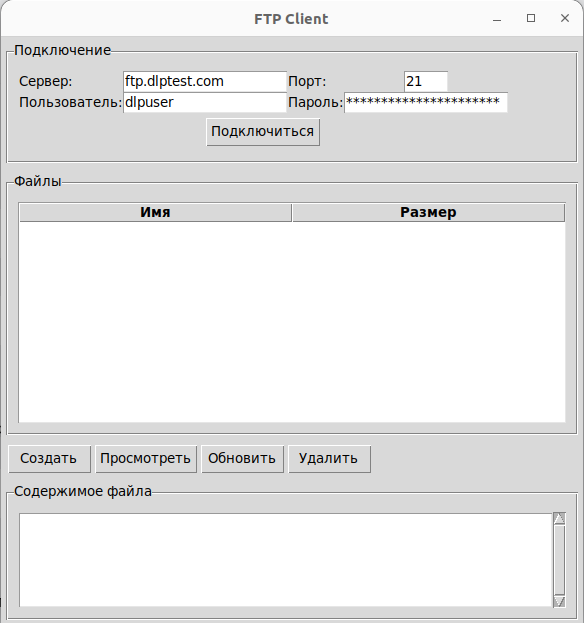 FTP Client
Подключение
Сервер: ftp.dlptest.com Порт: 21
Пользователь: dlpuser Пароль: **********************
Подключиться
Файлы
Имя Размер
Создать Просмотреть Обновить Удалить
Содержимое файла